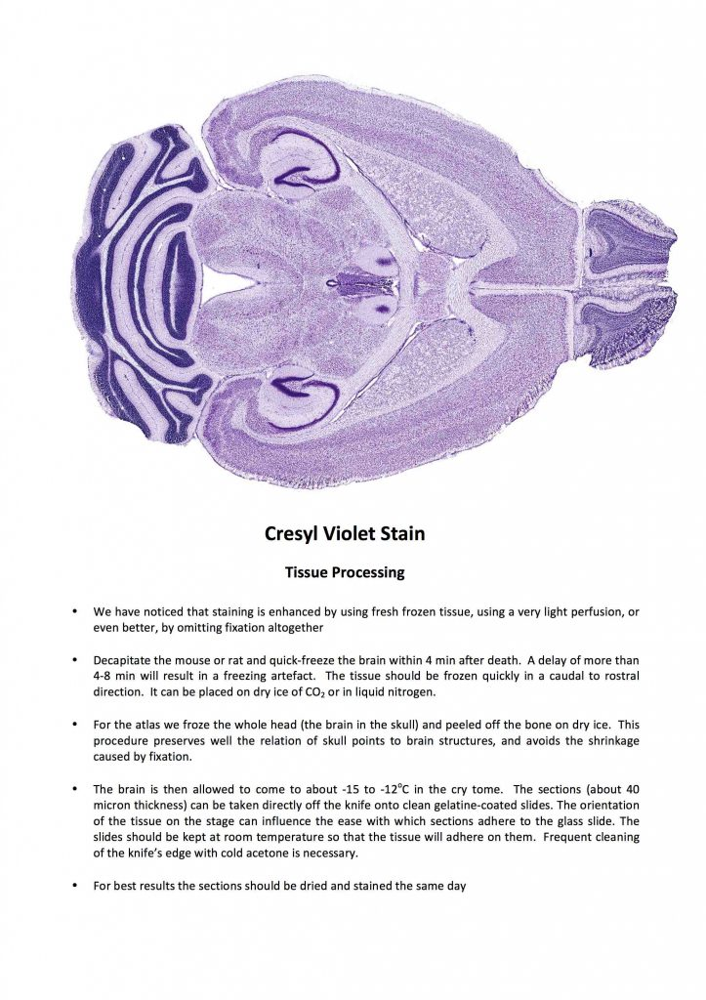 Cresyl Violet Stain
Tissue Processing
• We have noticed that staining is enhanced by using fresh frozen tissue, using a very light perfusion, or
even better, by omitting fixation altogether
• Decapitate the mouse or rat and quick-freeze the brain within 4 min after death.  A delay of more than
4-8 min will result in a freezing artefact.  The tissue should be frozen quickly in a caudal to rostral
direction.  It can be placed on dry ice of CO₂ or in liquid nitrogen.
• For the atlas we froze the whole head (the brain in the skull) and peeled off the bone on dry ice.  This
procedure preserves well the relation of skull points to brain structures, and avoids the shrinkage
caused by fixation.
• The brain is then allowed to come to about -15 to -12°C in the cry tome.  The sections (about 40
micron thickness) can be taken directly off the knife onto clean gelatine-coated slides. The orientation
of the tissue on the stage can influence the ease with which sections adhere to the glass slide. The
slides should be kept at room temperature so that the tissue will adhere on them.  Frequent cleaning
of the knife’s edge with cold acetone is necessary.
• For best results the sections should be dried and stained the same day